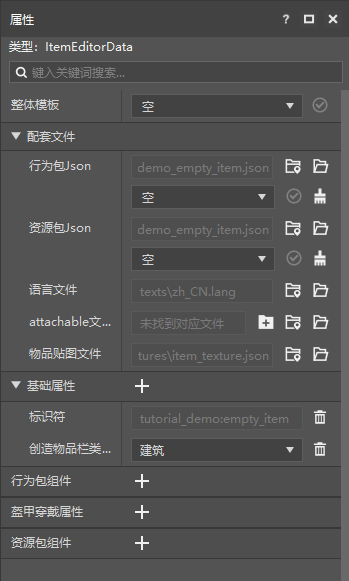 属性
?
类型: ItemEditorData
键入关键词搜索...
整体模板 空
配套文件
行为包Json demo_empty_item.json
空
资源包Json demo_empty_item.json
空
语言文件 texts\zh_CN.lang
attachable文... 未找到对应文件
物品贴图文件 tures\item_texture.json
基础属性
标识符 tutorial_demo:empty_item
创造物品栏类... 建筑
行为包组件
盔甲穿戴属性
资源包组件